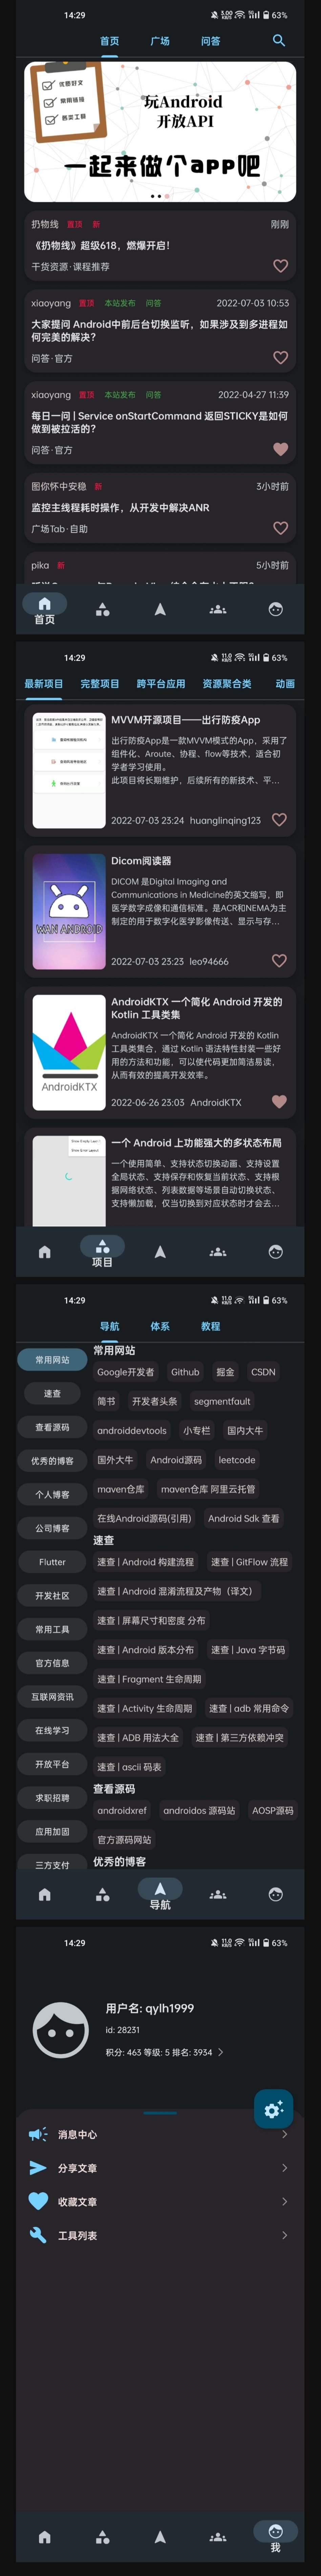 14:29
63%
首页 广场 问答
优质好文
常用链接
易采工具
玩Android
开放API
一起来做个app吧
扔物线 置顶 新 刚刚
《扔物线》超级618，燃爆开启！
干货资源·课程推荐
xiaoyang 置顶 本站发布 问答 2022-07-03 10:53
大家提问 Android中前后台切换监听，如果涉及到多进程如
何完美的解决？
问答·官方
xiaoyang 置顶 本站发布 问答 2022-04-27 11:39
每日一问 | Service onStartCommand 返回STICKY是如何
做到被拉活的？
问答·官方
图你怀中安稳 新 3小时前
监控主线程耗时操作，从开发中解决ANR
广场Tab·自助
pika 新 5小时前
首页
14:29
63%
最新项目 完整项目 跨平台应用 资源聚合类 动画
MVVM开源项目——出行防疫App
出行防疫App是一款MVVM模式的App，采用了
组件化、Aroute、协程、flow等技术，适合初
学者学习使用。
此项目将长期维护，后续所有的新技术、平...
2022-07-03 23:24 huanglinqing123
Dicom阅读器
WAN ANDROID
DICOM 是Digital Imaging and
Communications in Medicine的英文缩写，即
医学数字成像和通信标准。是ACR和NEMA为主
制定的用于数字化医学影像传送、显示与存...
2022-07-03 23:23 leo94666
AndroidKTX 一个简化 Android 开发的
Kotlin 工具类集
AndroidKTX
AndroidKTX 一个简化 Android 开发的 Kotlin
工具类集合，通过 Kotlin 语法特性封装一些好
用的方法和功能，可以使代码更加简洁易读，
从而有效的提高开发效率。
2022-06-26 23:03 AndroidKTX
一个 Android 上功能强大的多状态布局
一个使用简单、支持状态切换动画、支持设置
全局状态、支持保存和恢复当前状态、支持根
据网络状态、列表数据等场景自动切换状态、
支持懒加载，仅当切换到对应状态时才会去...
项目
14:29
63%
导航 体系 教程
常用网站
速查
查看源码
优秀的博客
个人博客
公司博客
Flutter
开发社区
常用工具
官方信息
互联网资讯
在线学习
开放平台
求职招聘
应用加固
三方支付
常用网站
Google开发者 Github 掘金 CSDN
简书 开发者头条 segmentfault
androiddevtools 小专栏 国内大牛
国外大牛 Android源码 leetcode
maven仓库 maven仓库 阿里云托管
在线Android源码(引用) Android Sdk 查看
速查
速查 | Android 构建流程 速查 | GitFlow 流程
速查 | Android 混淆流程及产物（译文）
速查 | 屏幕尺寸和密度 分布
速查 | Android 版本分布 速查 | Java 字节码
速查 | Fragment 生命周期
速查 | Activity 生命周期 速查 | adb 常用命令
速查 | ADB 用法大全 速查 | 第三方依赖冲突
速查 | ascii 码表
查看源码
androidxref androidos 源码站 AOSP源码
官方源码网站
优秀的博客
导航
14:29
63%
用户名: qylh1999
id: 28231
积分: 463 等级: 5 排名: 3934
消息中心
分享文章
收藏文章
工具列表
我